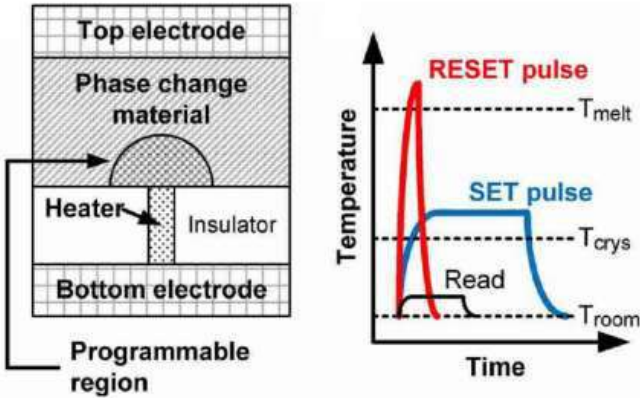 Top electrode
Phase change
material
Heater
Insulator
Bottom electrode
Programmable
region
RESET pulse
T_melt
SET pulse
T_crys
Read
T_room
Temperature
Time